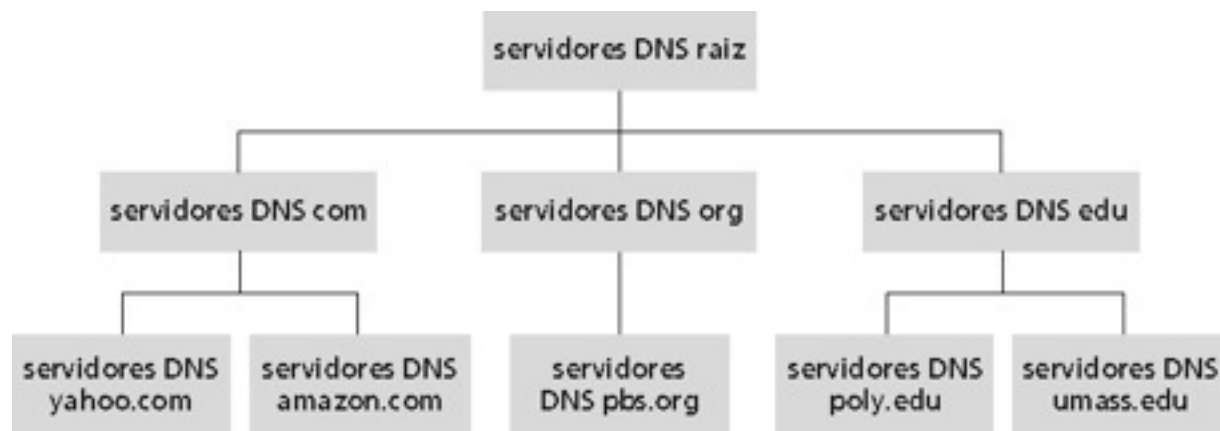 servidores DNS raiz
servidores DNS com
servidores DNS org
servidores DNS edu
servidores DNS
yahoo.com
servidores DNS
amazon.com
servidores
DNS pbs.org
servidores DNS
poly.edu
servidores DNS
umass.edu